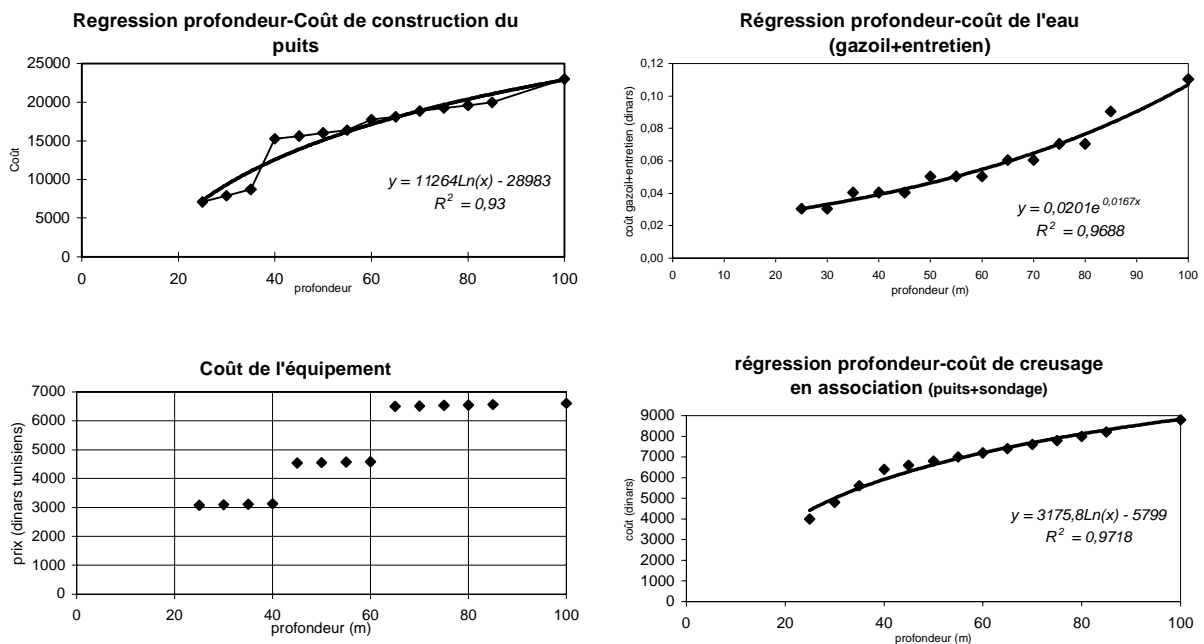 Regression profondeur-Coût de construction du
puits
25000
20000
15000
10000
5000
0
Coût
y = 11264Ln(x) - 28983
R² = 0,93
0 20 40 60 80 100
profondeur
Régression profondeur-coût de l'eau
(gazoil+entretien)
0,12
0,10
0,08
0,06
0,04
0,02
0,00
coût gazoil+entretien (dinars)
y = 0,0201e^0,0167x
R² = 0,9688
0 10 20 30 40 50 60 70 80 90 100
profondeur (m)
Coût de l'équipement
7000
6000
5000
4000
3000
2000
1000
0
prix (dinars tunisiens)
0 20 40 60 80 100
profondeur (m)
régression profondeur-coût de creusage
en association (puits+sondage)
9000
8000
7000
6000
5000
4000
3000
2000
1000
0
coût (dinars)
y = 3175,8Ln(x) - 5799
R² = 0,9718
0 20 40 60 80 100
profondeur (m)